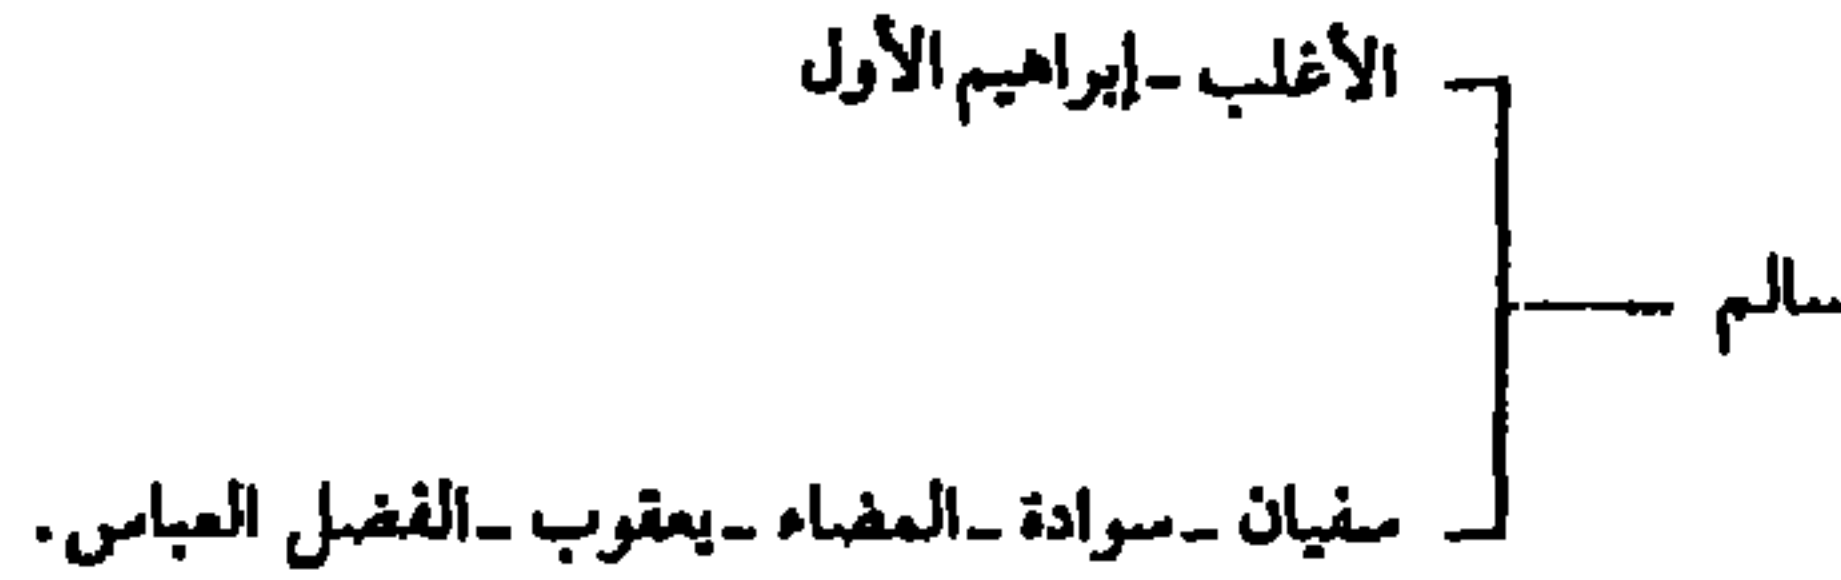 الأغلب - إبراهيم الأول
سالم
سفيان - سوادة - المضاء - يعقوب - الفضل العباس.